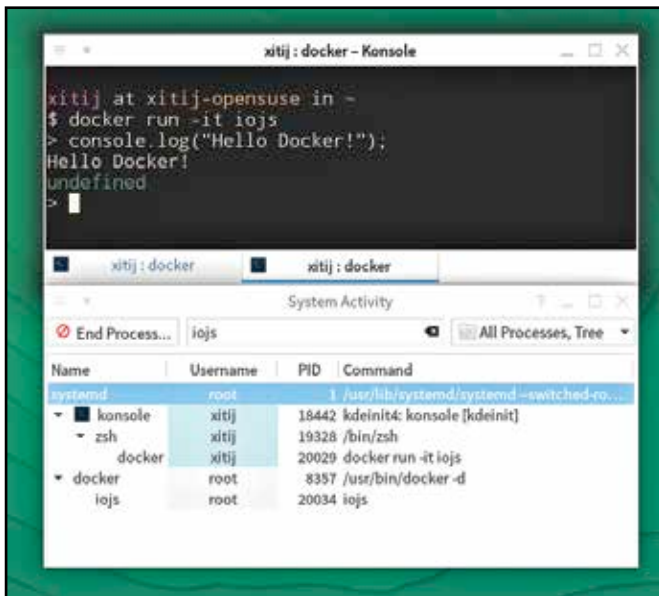 xitij : docker – Konsole
xitij at xitij-opensuse in ~
$ docker run -it iojs
> console.log("Hello Docker!");
Hello Docker!
undefined
>
xitij : docker xitij : docker
System Activity
End Process... iojs All Processes, Tree
Name Username PID Command
systemd root 1 /usr/lib/systemd/systemd --switched-ro...
konsole xitij 18442 kdeinit4: konsole [kdeinit]
zsh xitij 19328 /bin/zsh
docker xitij 20029 docker run -it iojs
docker root 8357 /usr/bin/docker -d
iojs root 20034 iojs